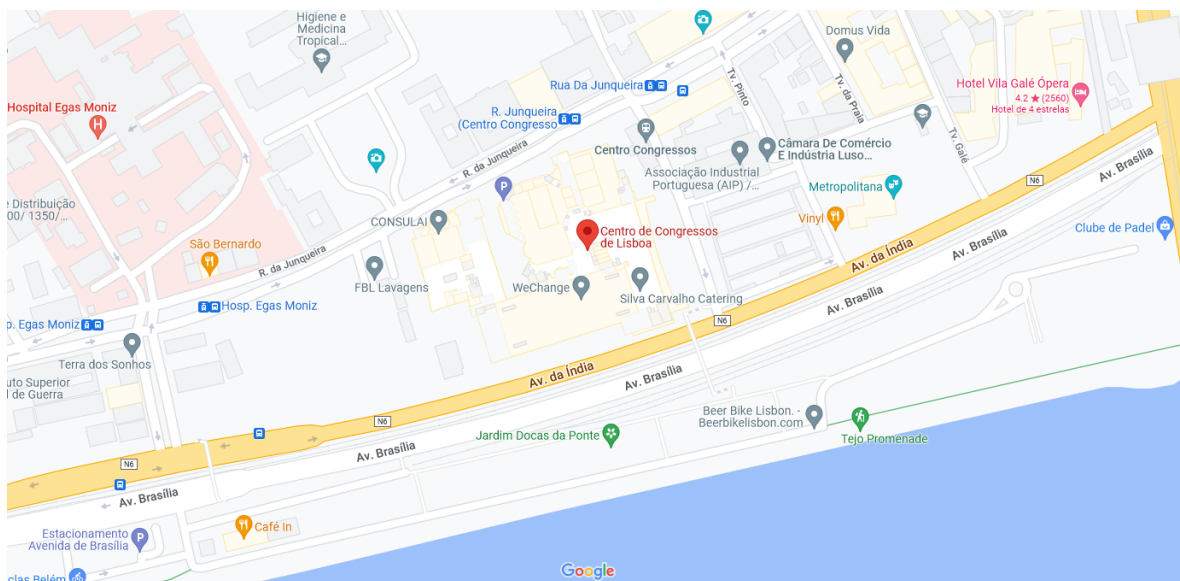 Higiene e
Medicina
Tropical...
Domus Vida
Hotel Vila Galé Ópera
4.2 ★ (2560)
Hotel de 4 estrelas
Rua Da Junqueira
Tv. Pinto
Tv. da Praia
Tv. Galé
Hospital Egas Moniz
H
R. Junqueira
(Centro Congresso
R. da Junqueira
Centro Congressos
Câmara De Comércio
E Indústria Luso...
Associação Industrial
Portuguesa (AIP) /...
Metropolitana
N6
Av. Brasília
P
e Distribuição
00/ 1350/...
CONSULAI
Vinyl
Clube de Padel
Centro de Congressos
de Lisboa
São Bernardo
R. da Junqueira
Av. da Índia
Av. Brasília
FBL Lavagens
WeChange
Silva Carvalho Catering
Av. Brasília
Hosp. Egas Moniz
p. Egas Moniz
N6
Terra dos Sonhos
Av. da Índia
Av. Brasília
uto Superior
l de Guerra
Beer Bike Lisbon. -
Beerbikelisbon.com
N6
Jardim Docas da Ponte
Tejo Promenade
Av. Brasília
N6
Av. Brasília
Café In
Estacionamento
Avenida de Brasília
P
clas Belém
Google